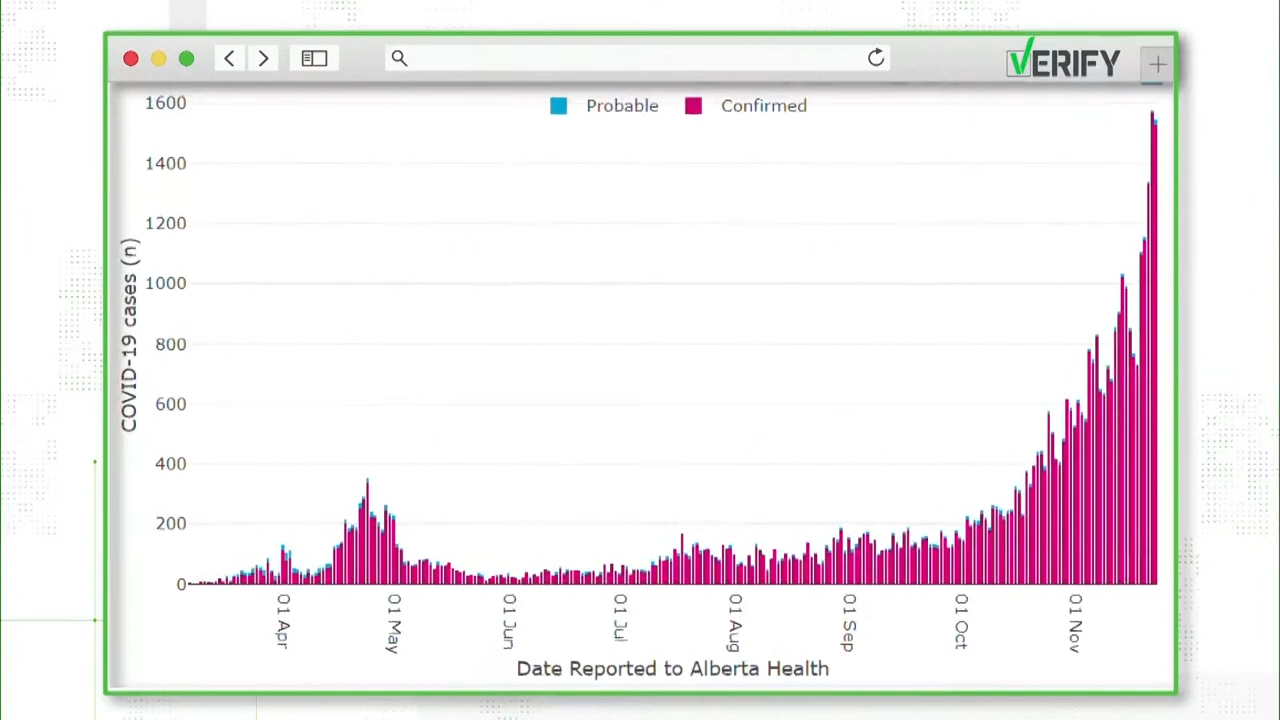 VERIFY
1600
Probable
Confirmed
1400
1200
1000
800
600
400
200
0
COVID-19 cases (n)
01 Apr
01 May
01 Jun
01 Jul
01 Aug
01 Sep
01 Oct
01 Nov
Date Reported to Alberta Health